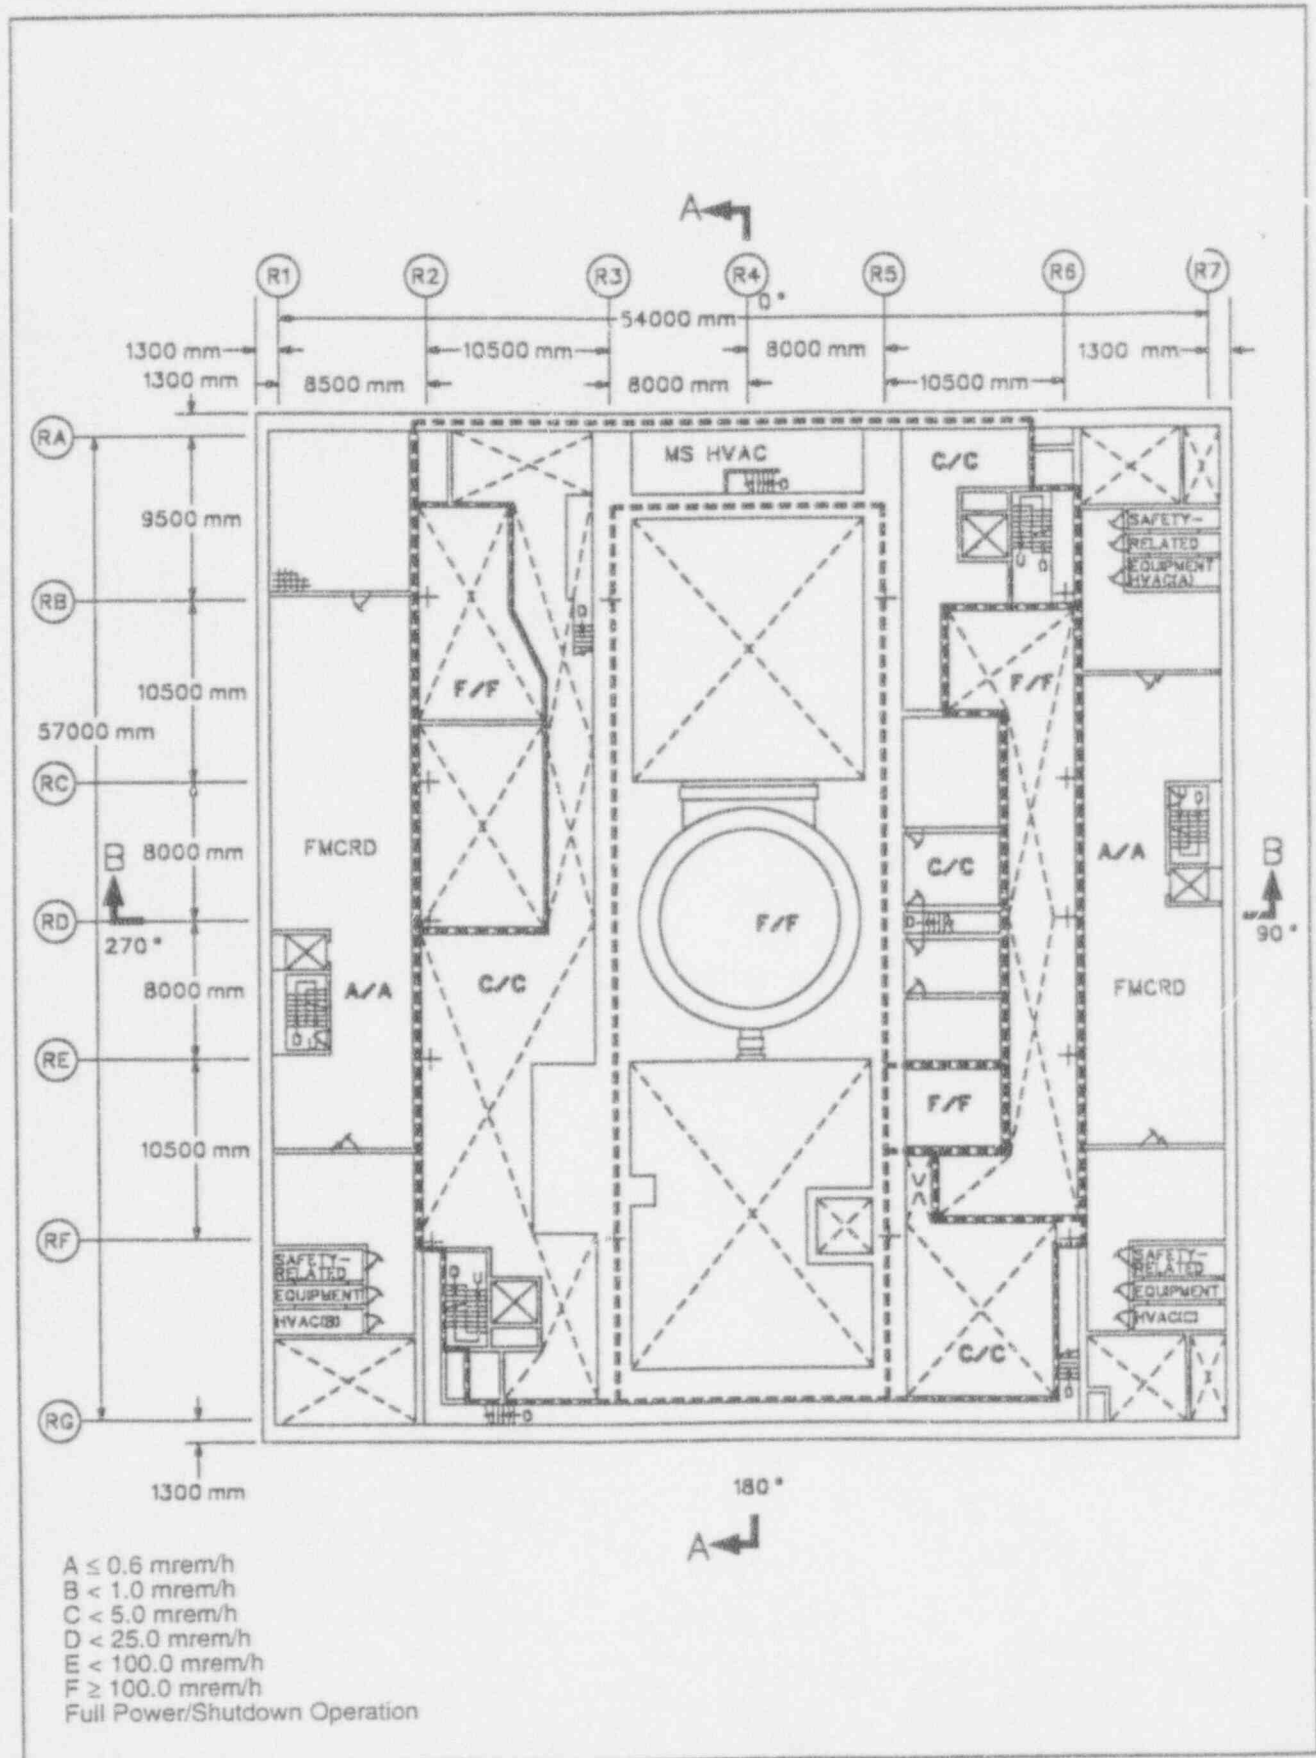 A
R1 R2 R3 R4 R5 R6 R7
0°
54000 mm
1300 mm 10500 mm 8000 mm 1300 mm
1300 mm 8500 mm 8000 mm 10500 mm
RA
MS HVAC
C/C
D
9500 mm
SAFETY-
RELATED
EQUIPMENT
HVAC(A)
U D
RB
D
10500 mm
F/F
F/F
57000 mm
RC
D
B 8000 mm
FMCRD
C/C
A/A
B
RD
F/F
270°
90°
8000 mm
A/A
C/C
FMCRD
D U
RE
F/F
10500 mm
RF
SAFETY-
RELATED
EQUIPMENT
D U
SAFETY-
RELATED
EQUIPMENT
C/C
D
RG
D
1300 mm
180°
A
A ≤ 0.6 mrem/h
B < 1.0 mrem/h
C < 5.0 mrem/h
D < 25.0 mrem/h
E < 100.0 mrem/h
F ≥ 100.0 mrem/h
Full Power/Shutdown Operation